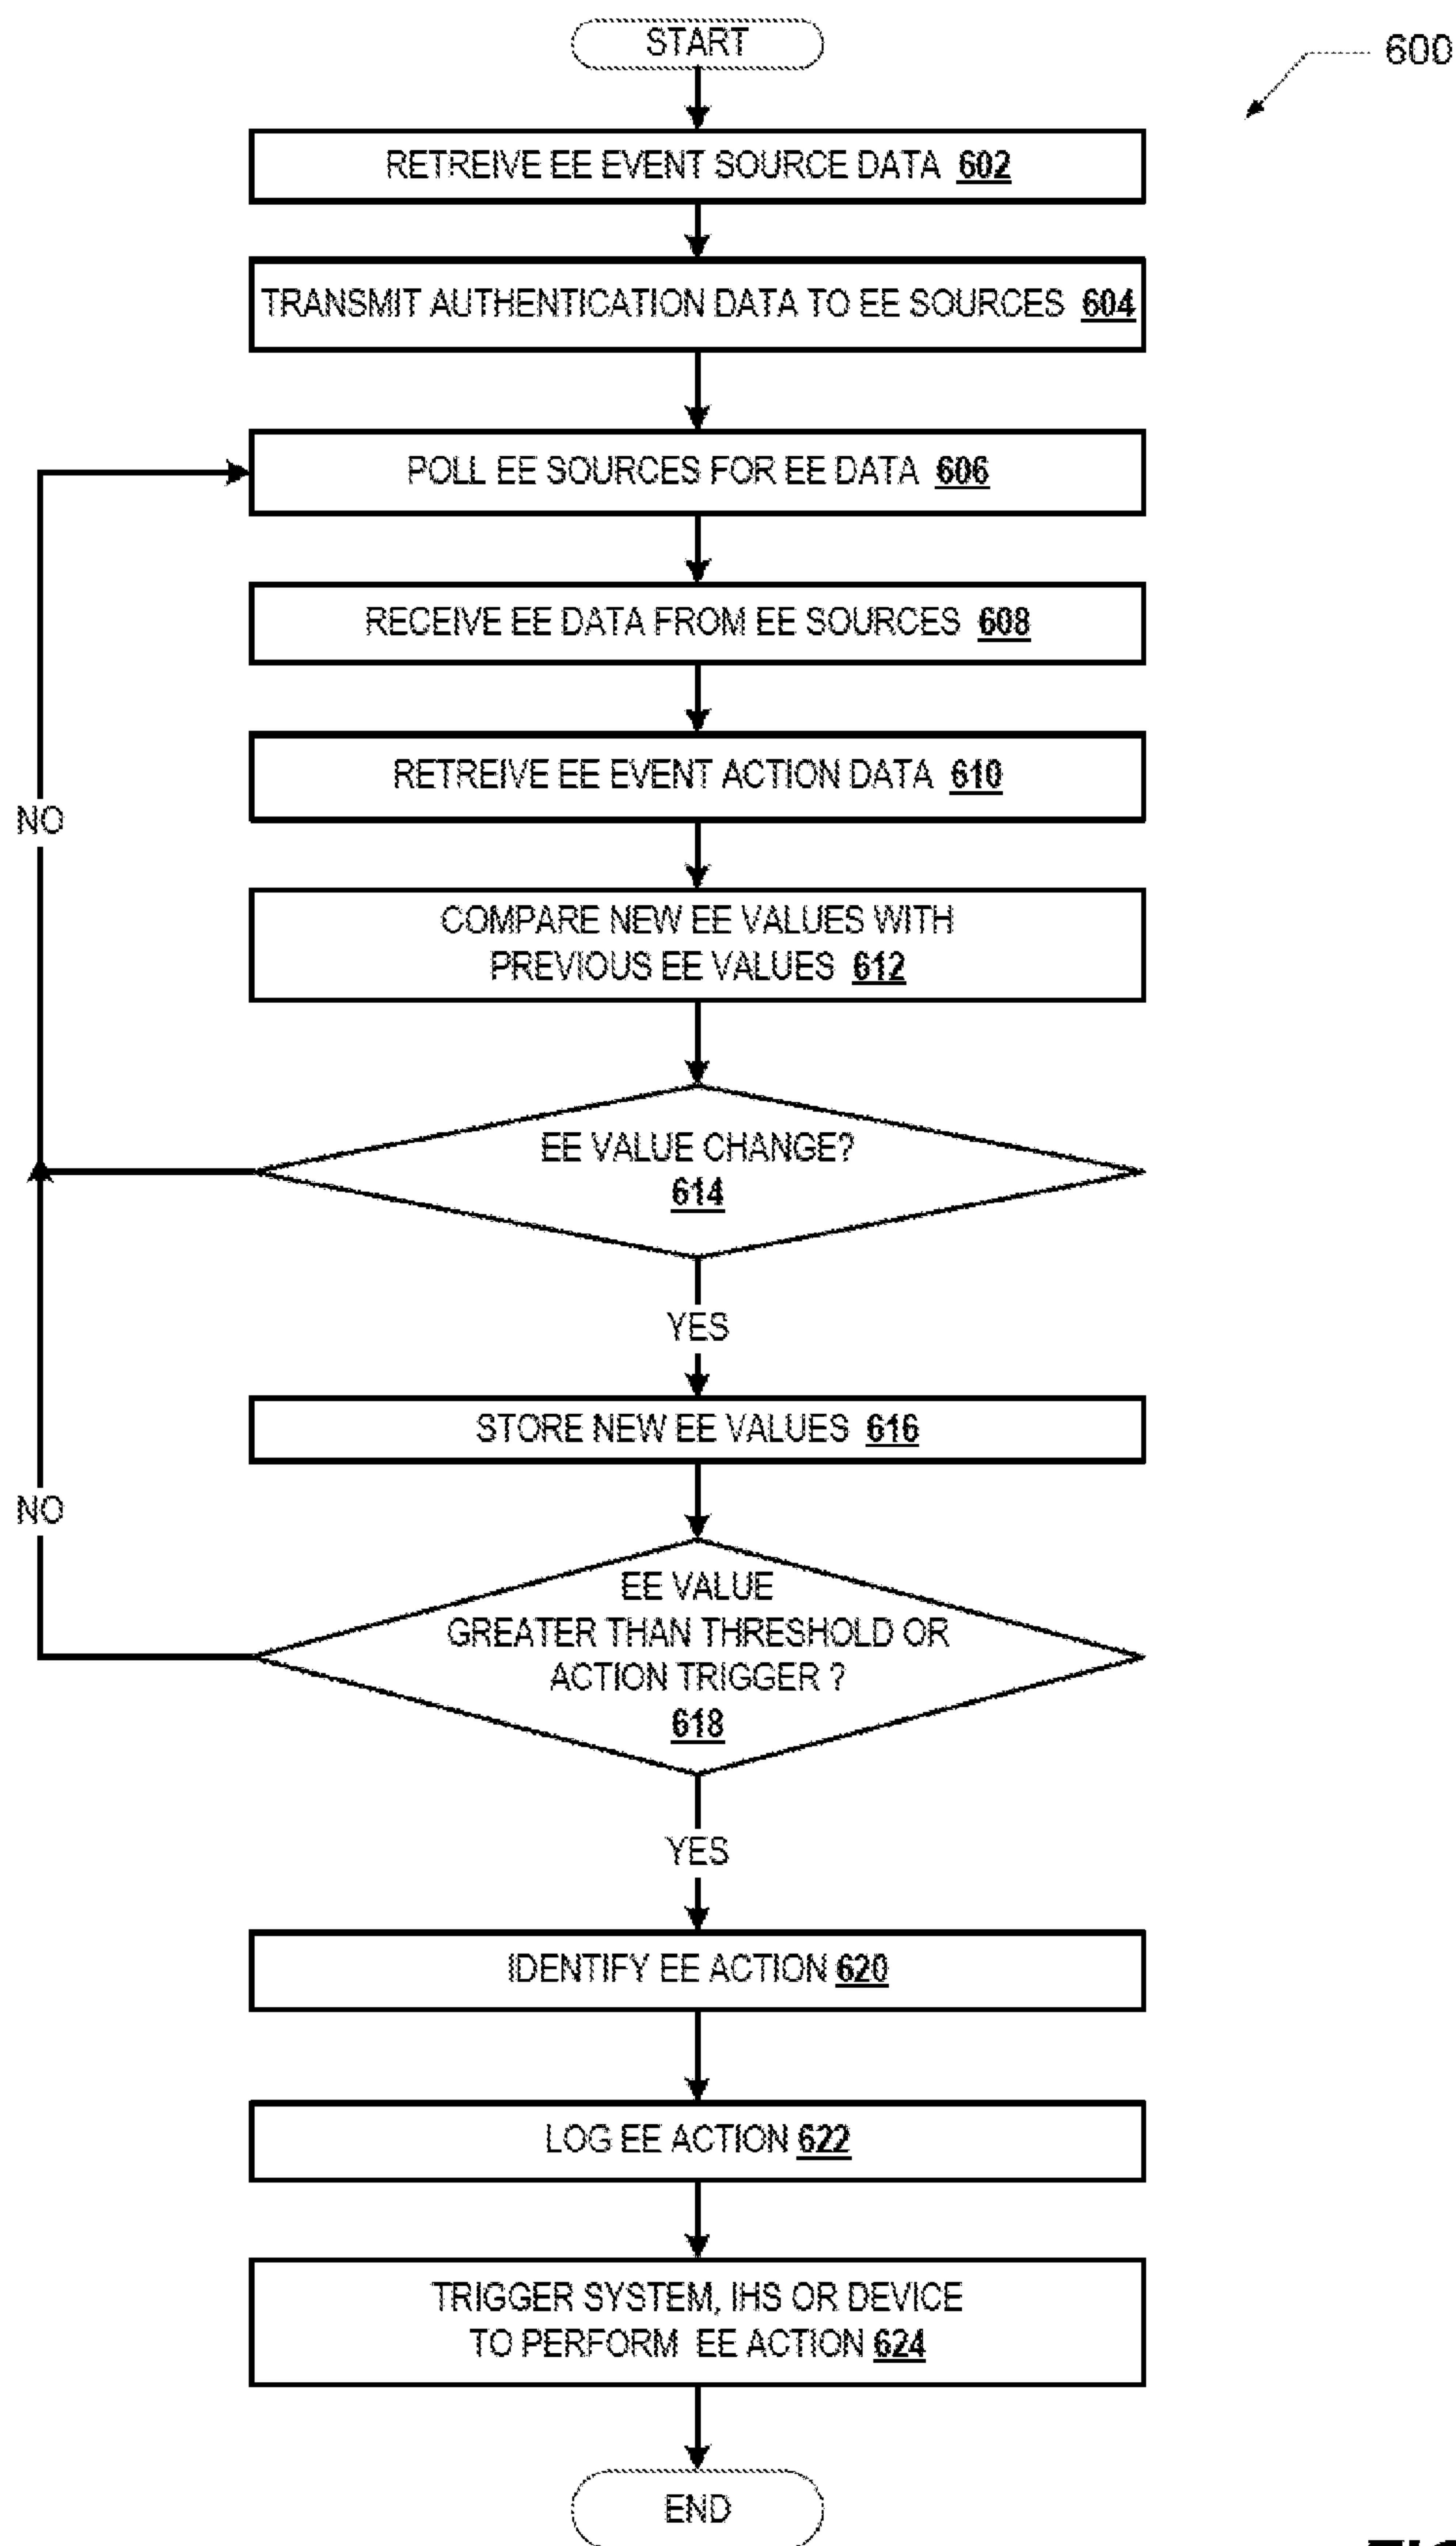 START
600
RETREIVE EE EVENT SOURCE DATA 602
TRANSMIT AUTHENTICATION DATA TO EE SOURCES 604
POLL EE SOURCES FOR EE DATA 606
RECEIVE EE DATA FROM EE SOURCES 608
RETREIVE EE EVENT ACTION DATA 610
NO
COMPARE NEW EE VALUES WITH
PREVIOUS EE VALUES 612
EE VALUE CHANGE?
614
YES
STORE NEW EE VALUES 616
NO
EE VALUE
GREATER THAN THRESHOLD OR
ACTION TRIGGER ?
618
YES
IDENTIFY EE ACTION 620
LOG EE ACTION 622
TRIGGER SYSTEM, IHS OR DEVICE
TO PERFORM EE ACTION 624
END